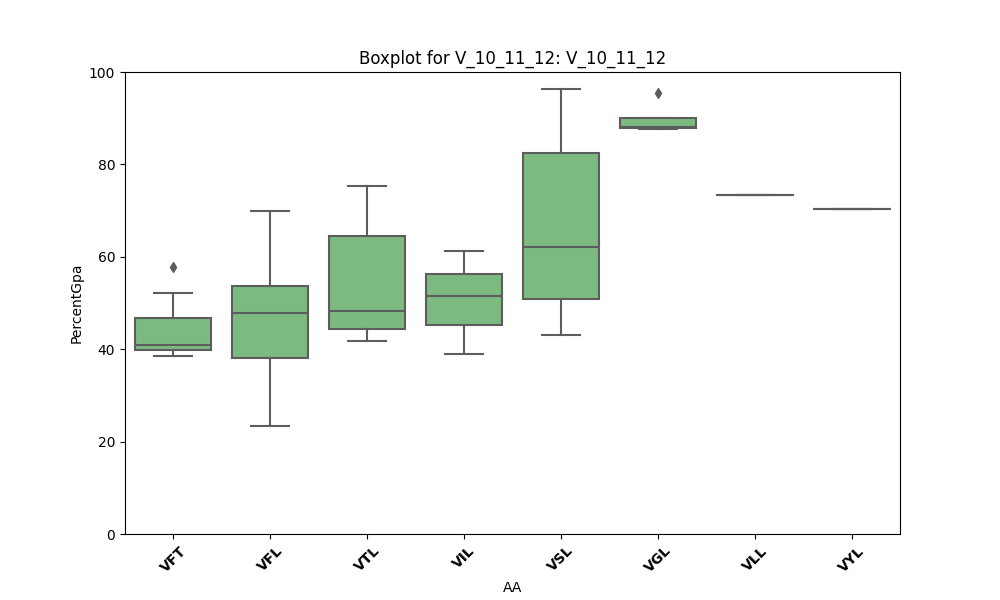 Boxplot for V_10_11_12: V_10_11_12
PercentGpa
100
80
60
40
20
0
VFT VFL VTL VIL VSL VGL VLL VYL
AA